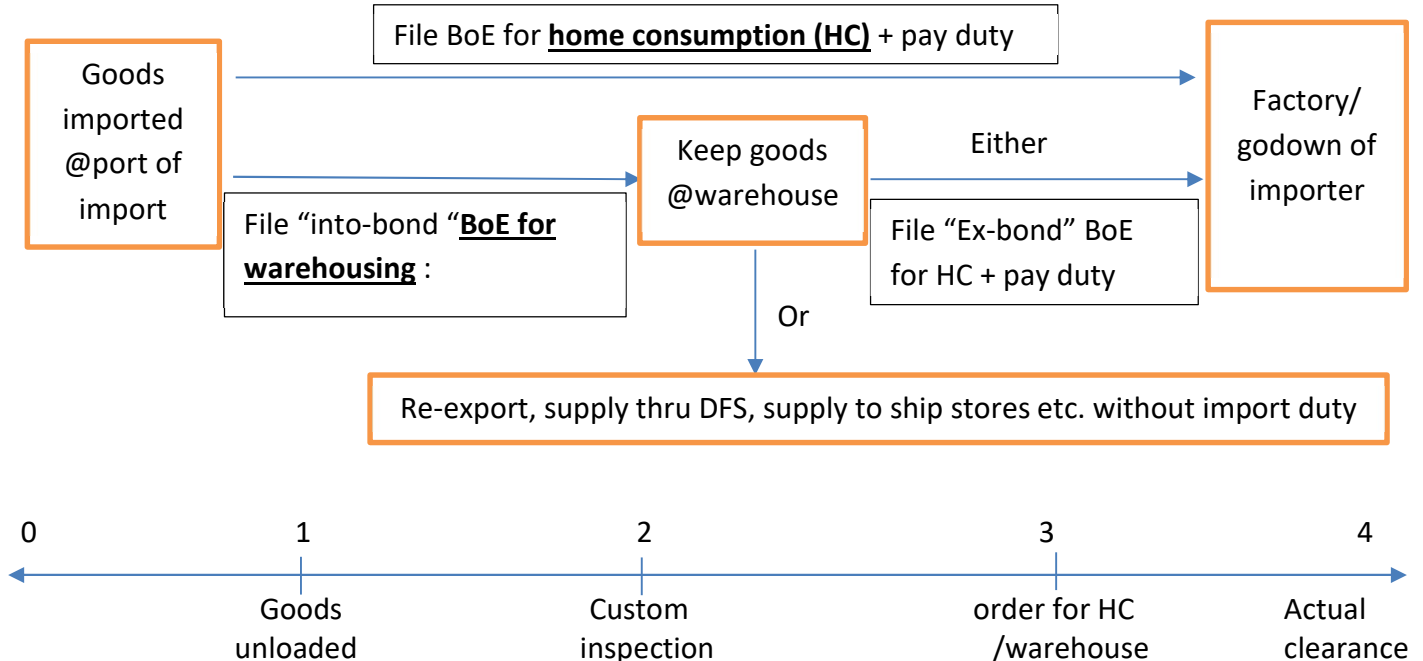 File BoE for home consumption (HC) + pay duty
Goods
imported
@port of
import
Keep goods
@warehouse
Either
Factory/
godown of
importer
File “into-bond “BoE for
warehousing :
File “Ex-bond” BoE
for HC + pay duty
Or
Re-export, supply thru DFS, supply to ship stores etc. without import duty
0
1
2
3
4
Goods
unloaded
Custom
inspection
order for HC
/warehouse
Actual
clearance